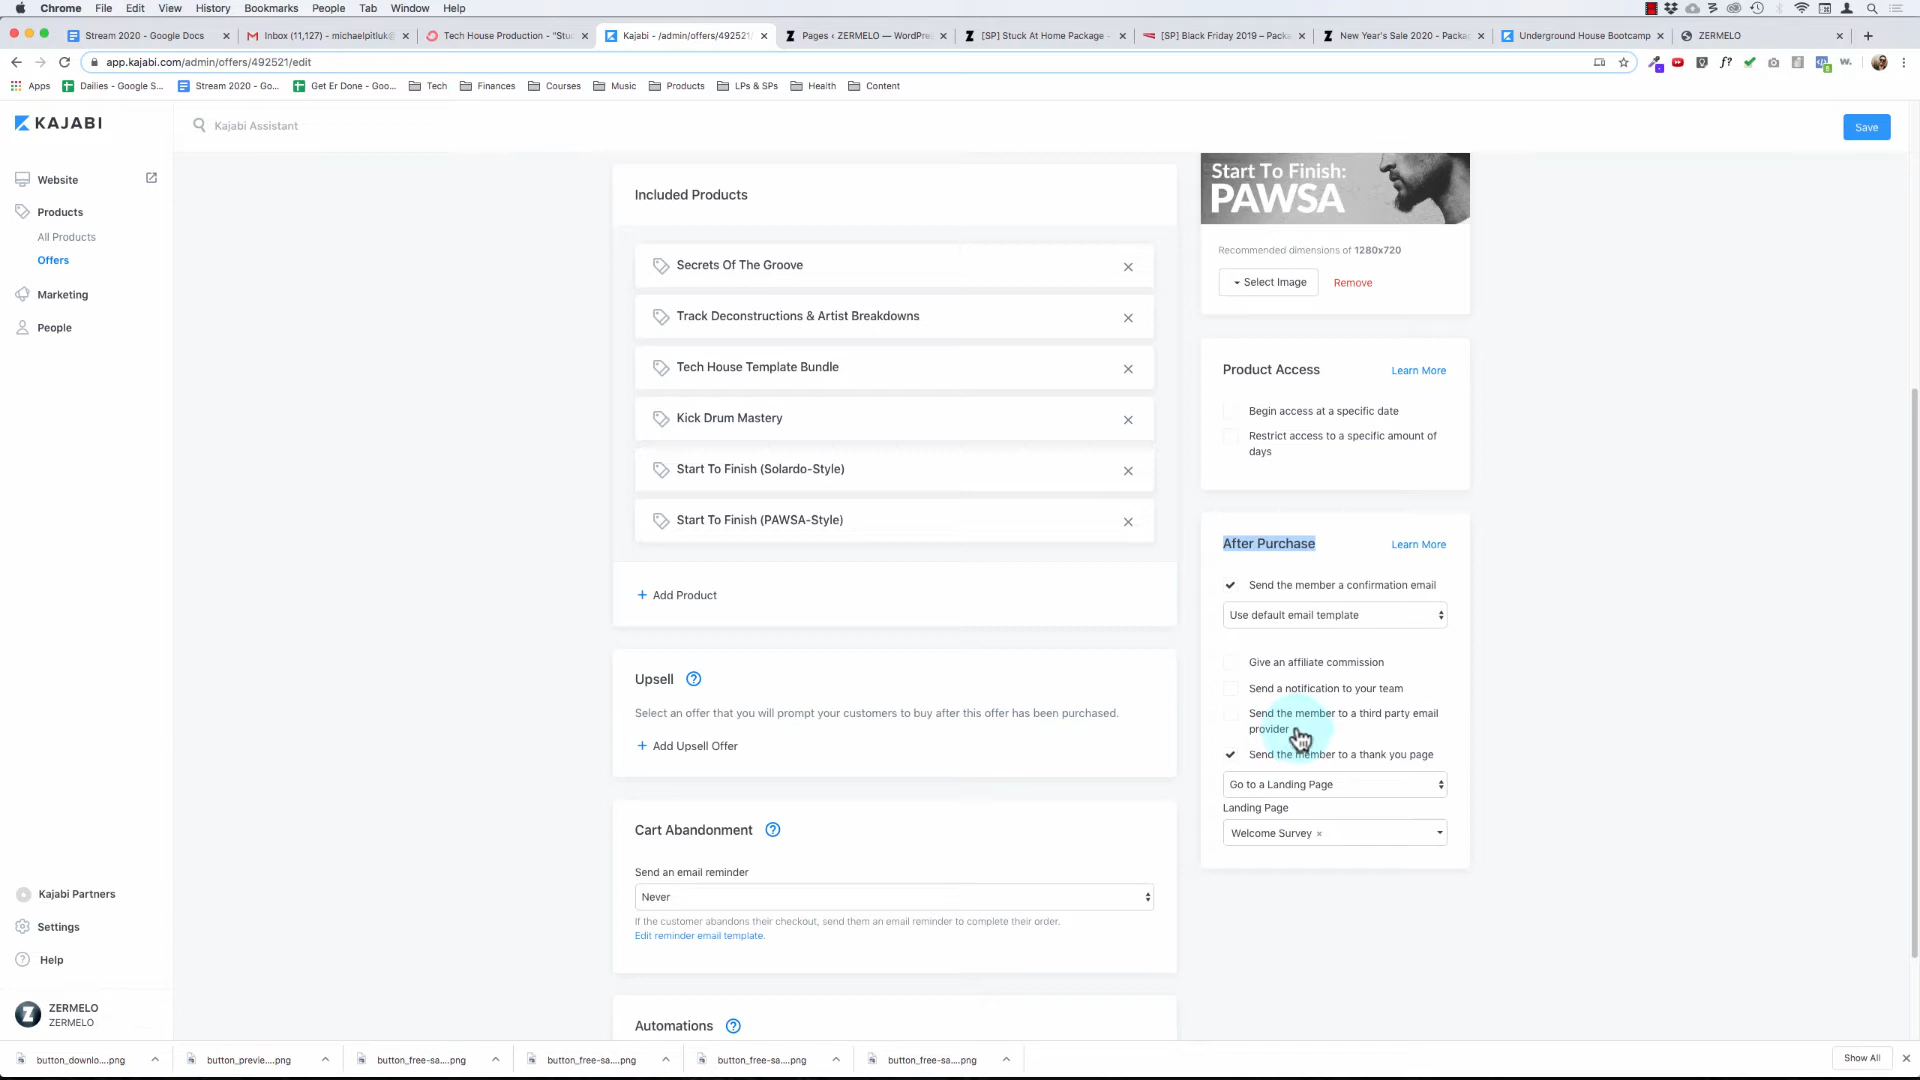 Chrome File Edit View History Bookmarks People Tab Window Help
Stream 2020 - Google Docs
Inbox (11,127) - michaelpitluk@
Tech House Production - "Stu
Kajabi - /admin/offers/492521/
Pages ‹ ZERMELO — WordPre
[SP] Stuck At Home Package -
[SP] Black Friday 2019 – Packa
New Year's Sale 2020 - Packa
Underground House Bootcamp
ZERMELO
app.kajabi.com/admin/offers/492521/edit
Apps
Dailies - Google S...
Stream 2020 - Go...
Get Er Done - Goo...
Tech
Finances
Courses
Music
Products
LPs & SPs
Health
Content
KAJABI
Kajabi Assistant
Save
Website
Products
All Products
Offers
Marketing
People
Kajabi Partners
Settings
Help
ZERMELO
ZERMELO
Included Products
Secrets Of The Groove
Track Deconstructions & Artist Breakdowns
Tech House Template Bundle
Kick Drum Mastery
Start To Finish (Solardo-Style)
Start To Finish (PAWSA-Style)
+ Add Product
Upsell ?
Select an offer that you will prompt your customers to buy after this offer has been purchased.
+ Add Upsell Offer
Cart Abandonment ?
Send an email reminder
Never
If the customer abandons their checkout, send them an email reminder to complete their order.
Edit reminder email template.
Automations ?
Start To Finish:
PAWSA
Recommended dimensions of 1280x720
Select Image
Remove
Product Access
Learn More
Begin access at a specific date
Restrict access to a specific amount of
days
After Purchase
Learn More
Send the member a confirmation email
Use default email template
Give an affiliate commission
Send a notification to your team
Send the member to a third party email
provider
Send the member to a thank you page
Go to a Landing Page
Landing Page
Welcome Survey ×
button_downlo....png
button_previe....png
button_free-sa....png
button_free-sa....png
button_free-sa....png
button_free-sa....png
Show All